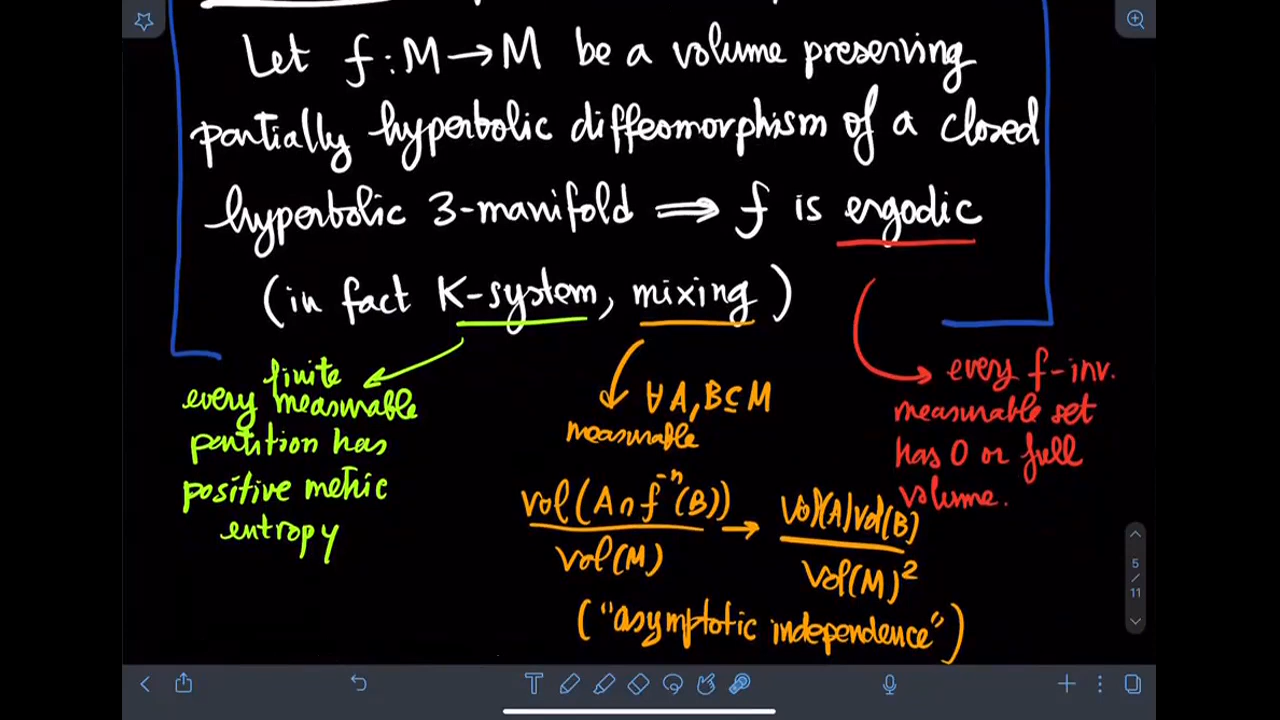 Let f : M → M be a volume preserving
partially hyperbolic diffeomorphism of a closed
hyperbolic 3-manifold ⟹ f is ergodic
(in fact K-system, mixing)
finite
every measurable
partition has
positive metric
entropy
∀ A, B ⊆ M
measurable
vol(A ∩ f^{-n}(B)) / vol(M) → vol(A) vol(B) / vol(M)^2
("asymptotic independence")
every f-inv.
measurable set
has 0 or full
volume.
5
/
11
T